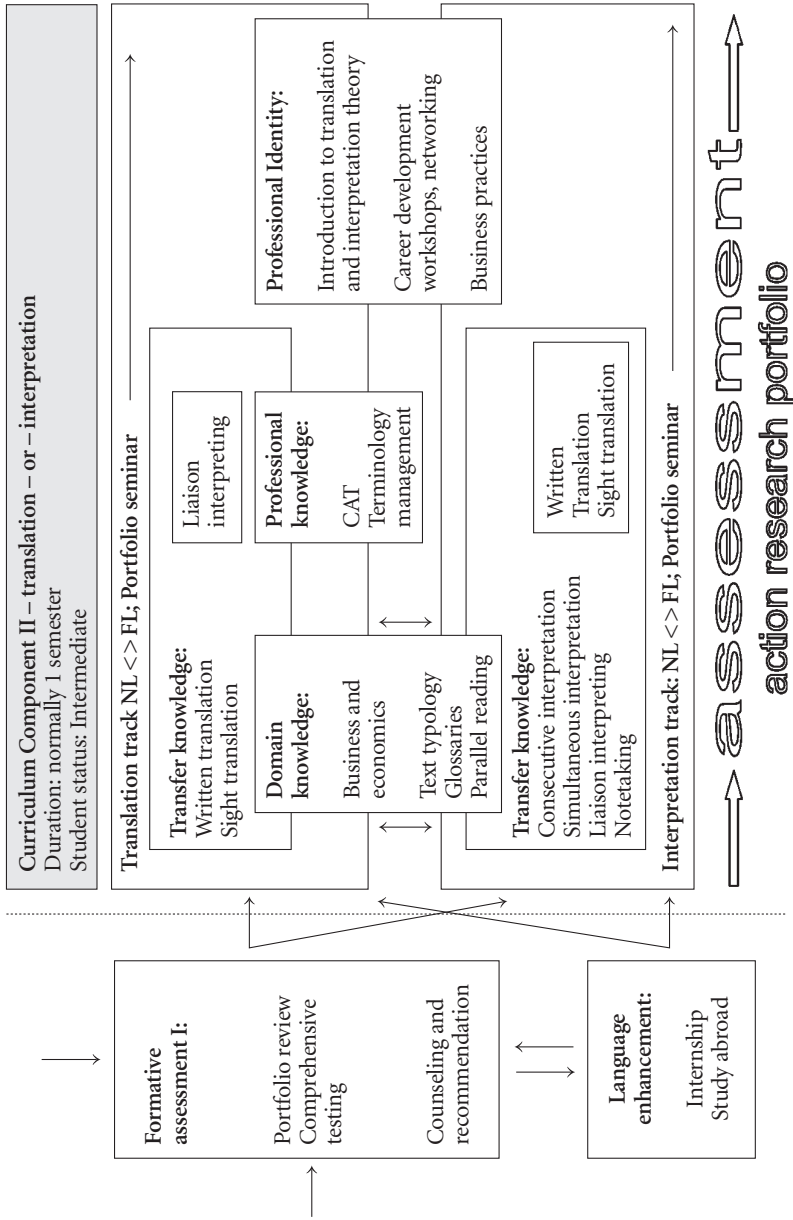 Curriculum Component II – translation – or – interpretation
Duration: normally 1 semester
Student status: Intermediate
Formative
assessment I:
Portfolio review
Comprehensive
testing
Counseling and
recommendation
Language
enhancement:
Internship
Study abroad
Translation track NL <> FL; Portfolio seminar
Transfer knowledge:
Written translation
Sight translation
Liaison
interpreting
Domain
knowledge:
Business and
economics
Text typology
Glossaries
Parallel reading
Professional
knowledge:
CAT
Terminology
management
Professional Identity:
Introduction to translation
and interpretation theory
Career development
workshops, networking
Business practices
Transfer knowledge:
Consecutive interpretation
Simultaneous interpretation
Liaison interpreting
Notetaking
Written
Translation
Sight translation
Interpretation track: NL <> FL; Portfolio seminar
assessment
action research portfolio